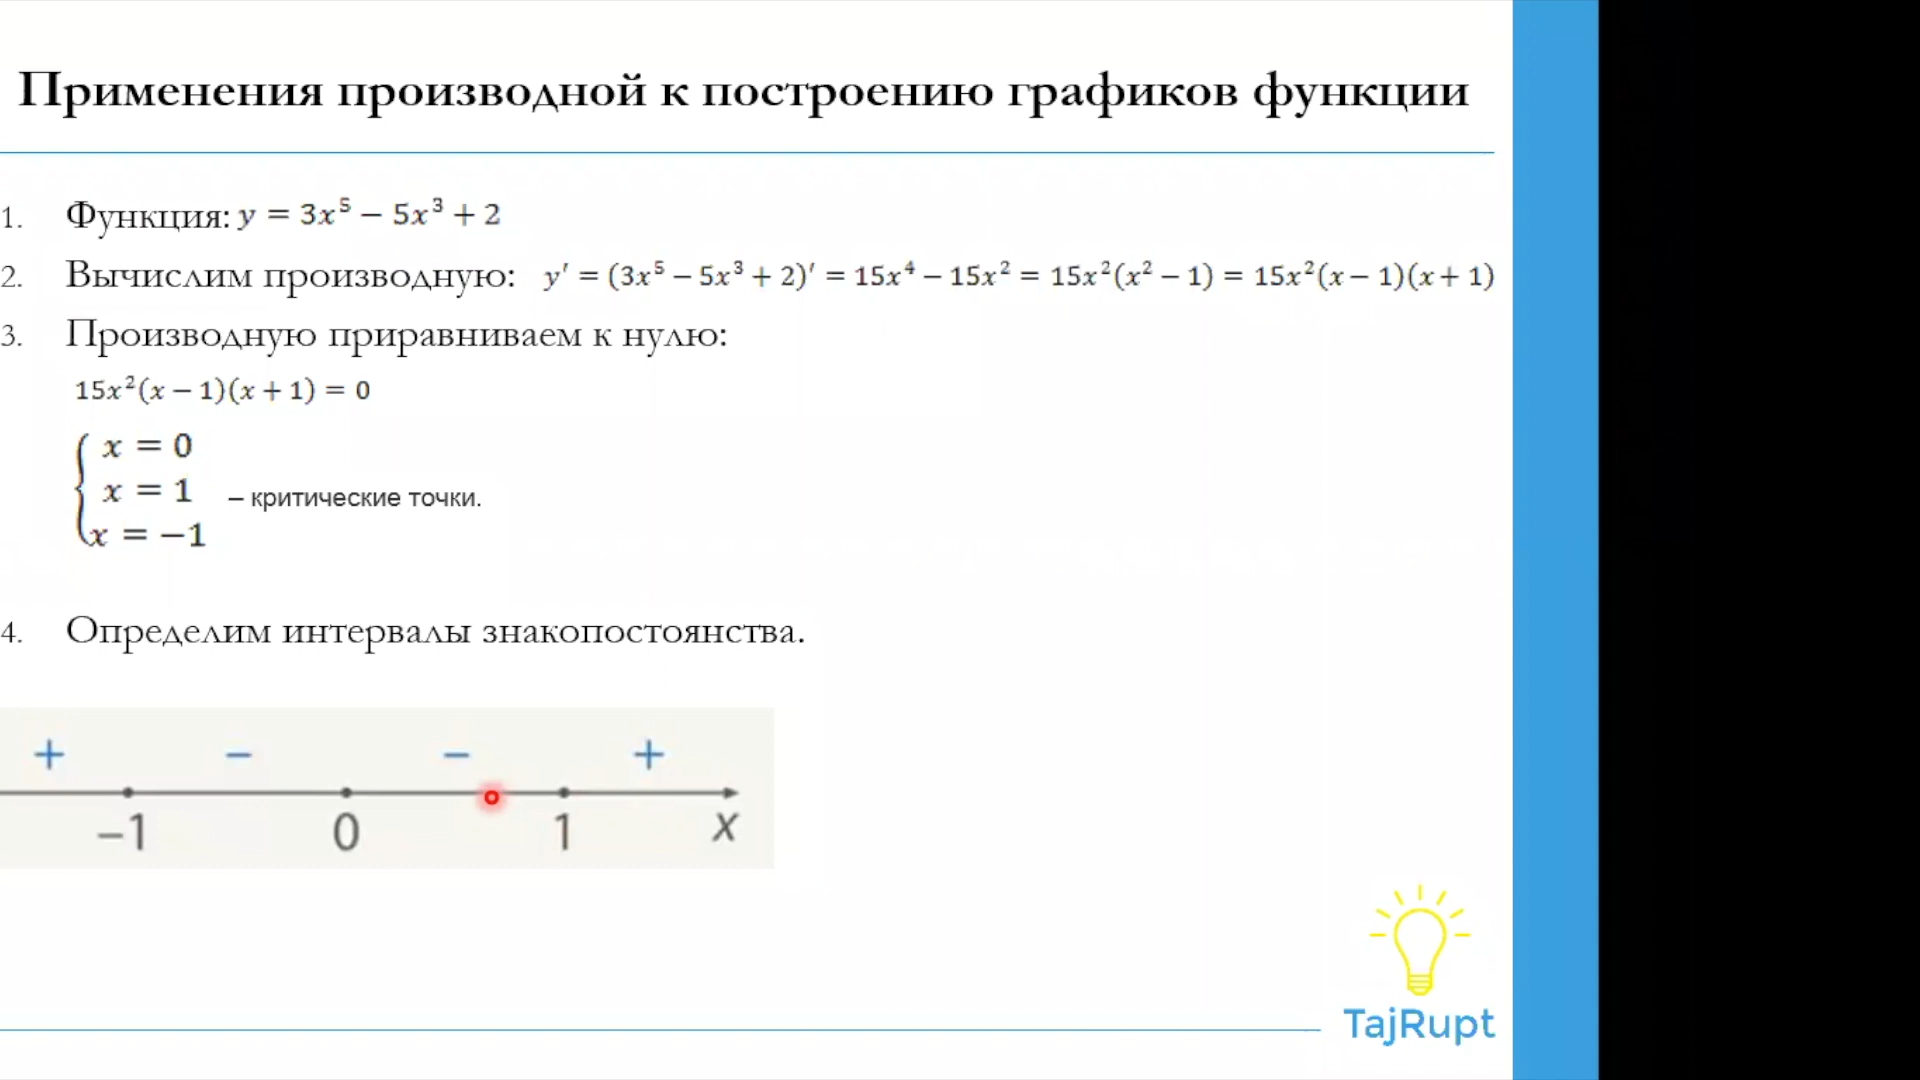 Применения производной к построению графиков функции
1. Функция: y = 3x⁵ − 5x³ + 2
2. Вычислим производную: y′ = (3x⁵ − 5x³ + 2)′ = 15x⁴ − 15x² = 15x²(x² − 1) = 15x²(x − 1)(x + 1)
3. Производную приравниваем к нулю:
15x²(x − 1)(x + 1) = 0
x = 0
x = 1
– критические точки.
x = −1
4. Определим интервалы знакопостоянства.
+ − − +
−1 0 1 x
TajRupt